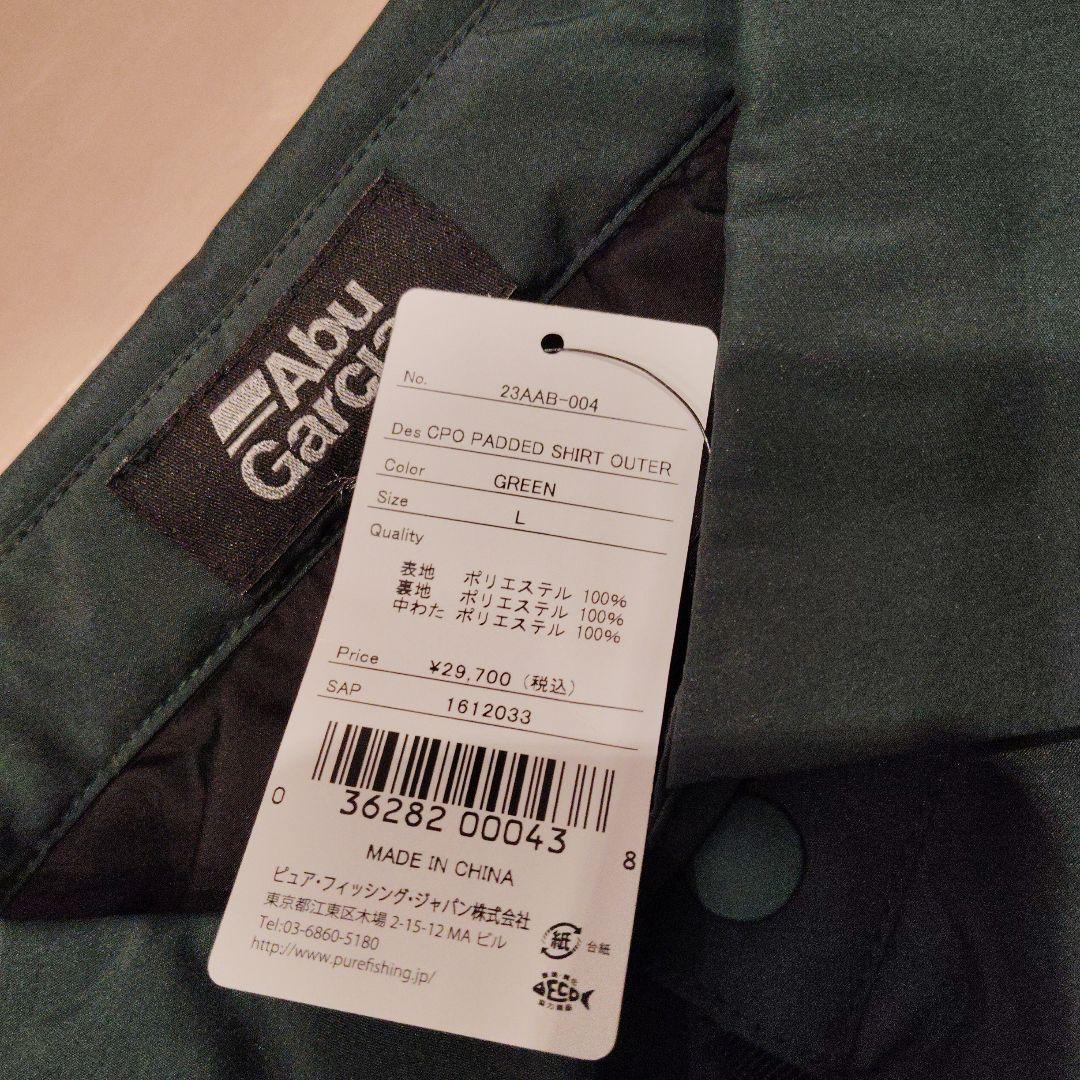 Abu
Garcia
No. 23AAB-004
Des CPO PADDED SHIRT OUTER
Color GREEN
Size L
Quality
表地 ポリエステル 100%
裏地 ポリエステル 100%
中わた ポリエステル 100%
Price ¥29,700(税込)
SAP 1612033
0 36282 00043 8
MADE IN CHINA
ピュア・フィッシング・ジャパン株式会社
東京都江東区木場 2-15-12 MA ビル
Tel:03-6860-5180
http://www.purefishing.jp/
紙 台紙
ECO